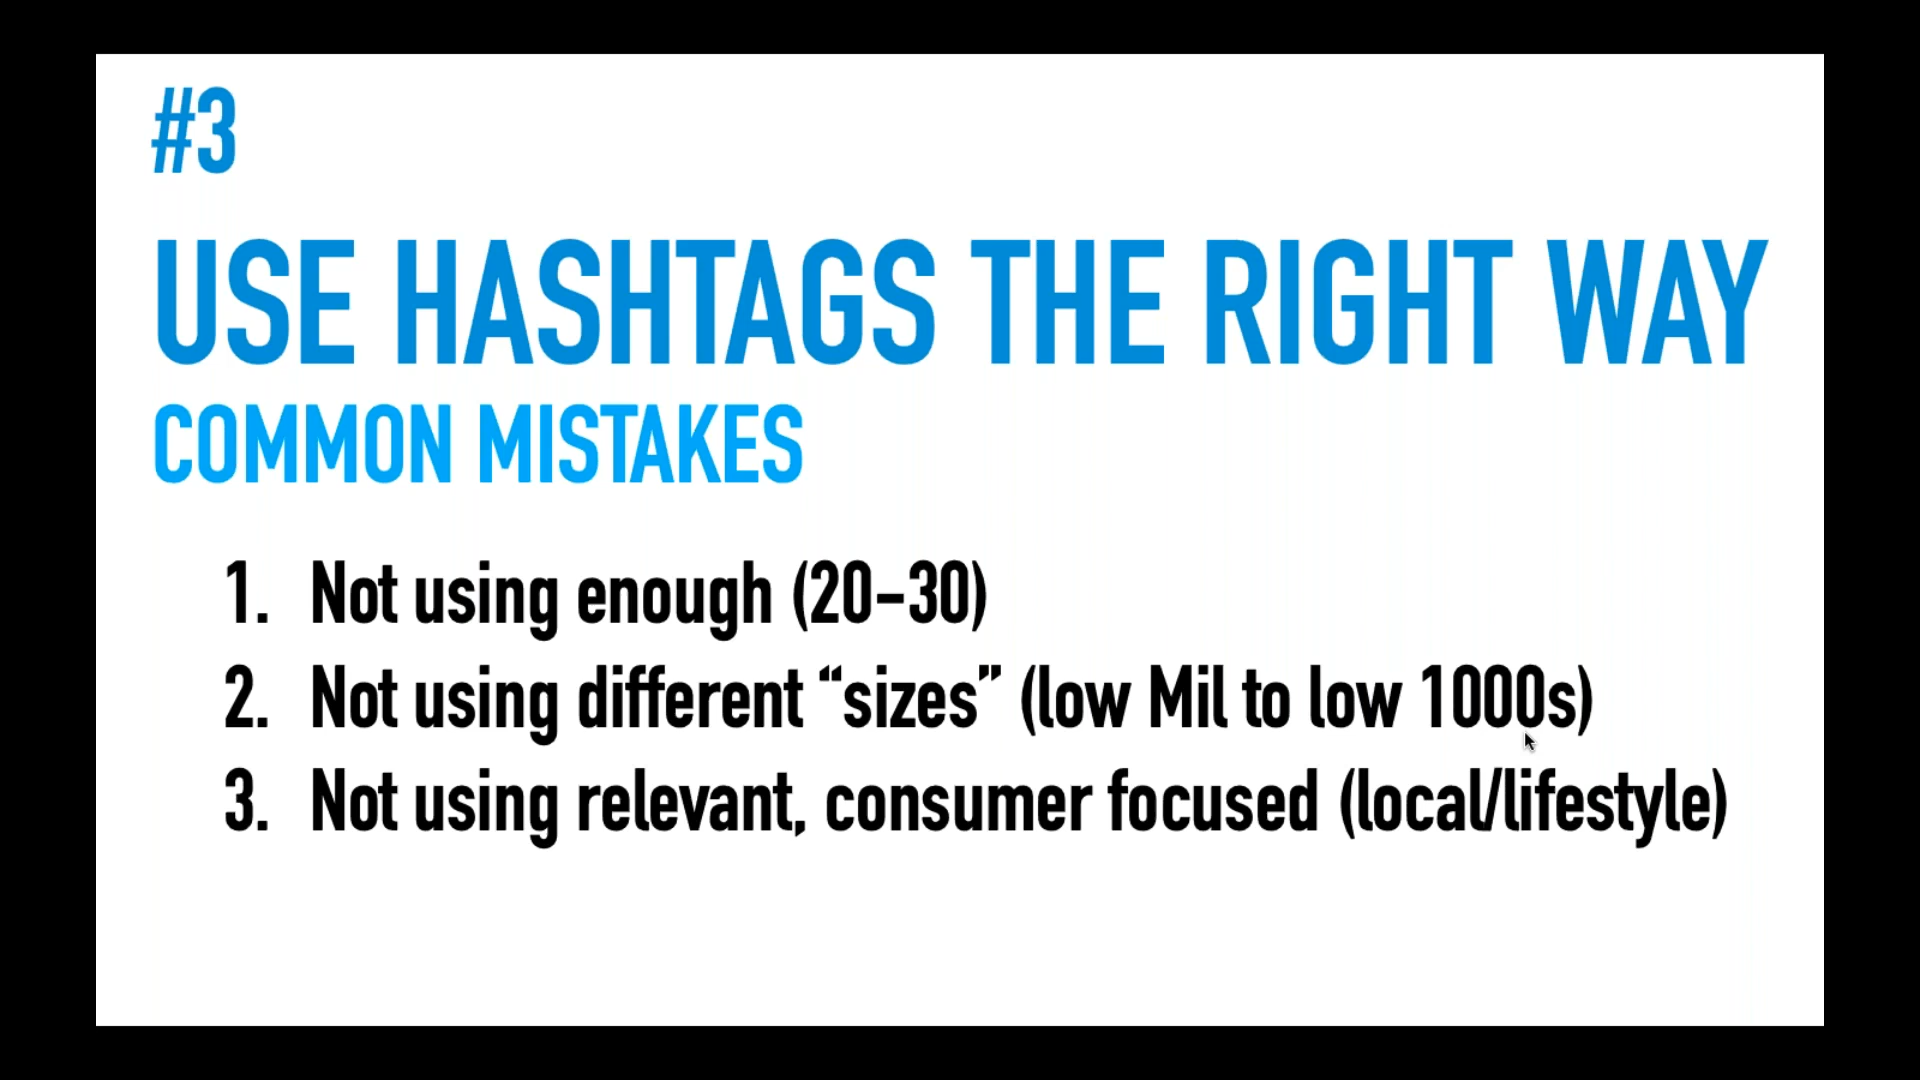 #3
USE HASHTAGS THE RIGHT WAY
COMMON MISTAKES
1. Not using enough (20-30)
2. Not using different “sizes” (low Mil to low 1000s)
3. Not using relevant, consumer focused (local/lifestyle)